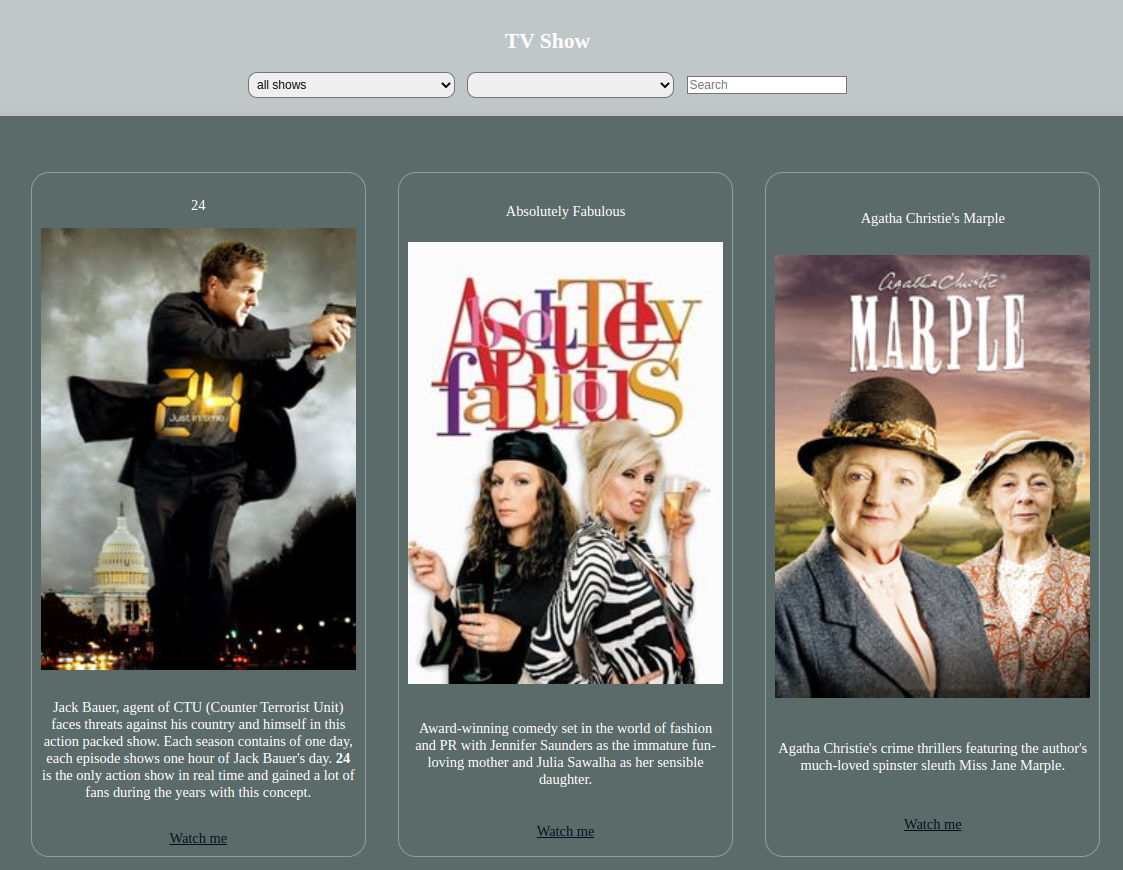 TV Show
all shows
Search
24
24
Just in time
Jack Bauer, agent of CTU (Counter Terrorist Unit)
faces threats against his country and himself in this
action packed show. Each season contains of one day,
each episode shows one hour of Jack Bauer's day. 24
is the only action show in real time and gained a lot of
fans during the years with this concept.
Watch me
Absolutely Fabulous
AbSoLUTElY
faBuloUS
Award-winning comedy set in the world of fashion
and PR with Jennifer Saunders as the immature fun-
loving mother and Julia Sawalha as her sensible
daughter.
Watch me
Agatha Christie's Marple
Agatha Christie
MARPLE
Agatha Christie's crime thrillers featuring the author's
much-loved spinster sleuth Miss Jane Marple.
Watch me